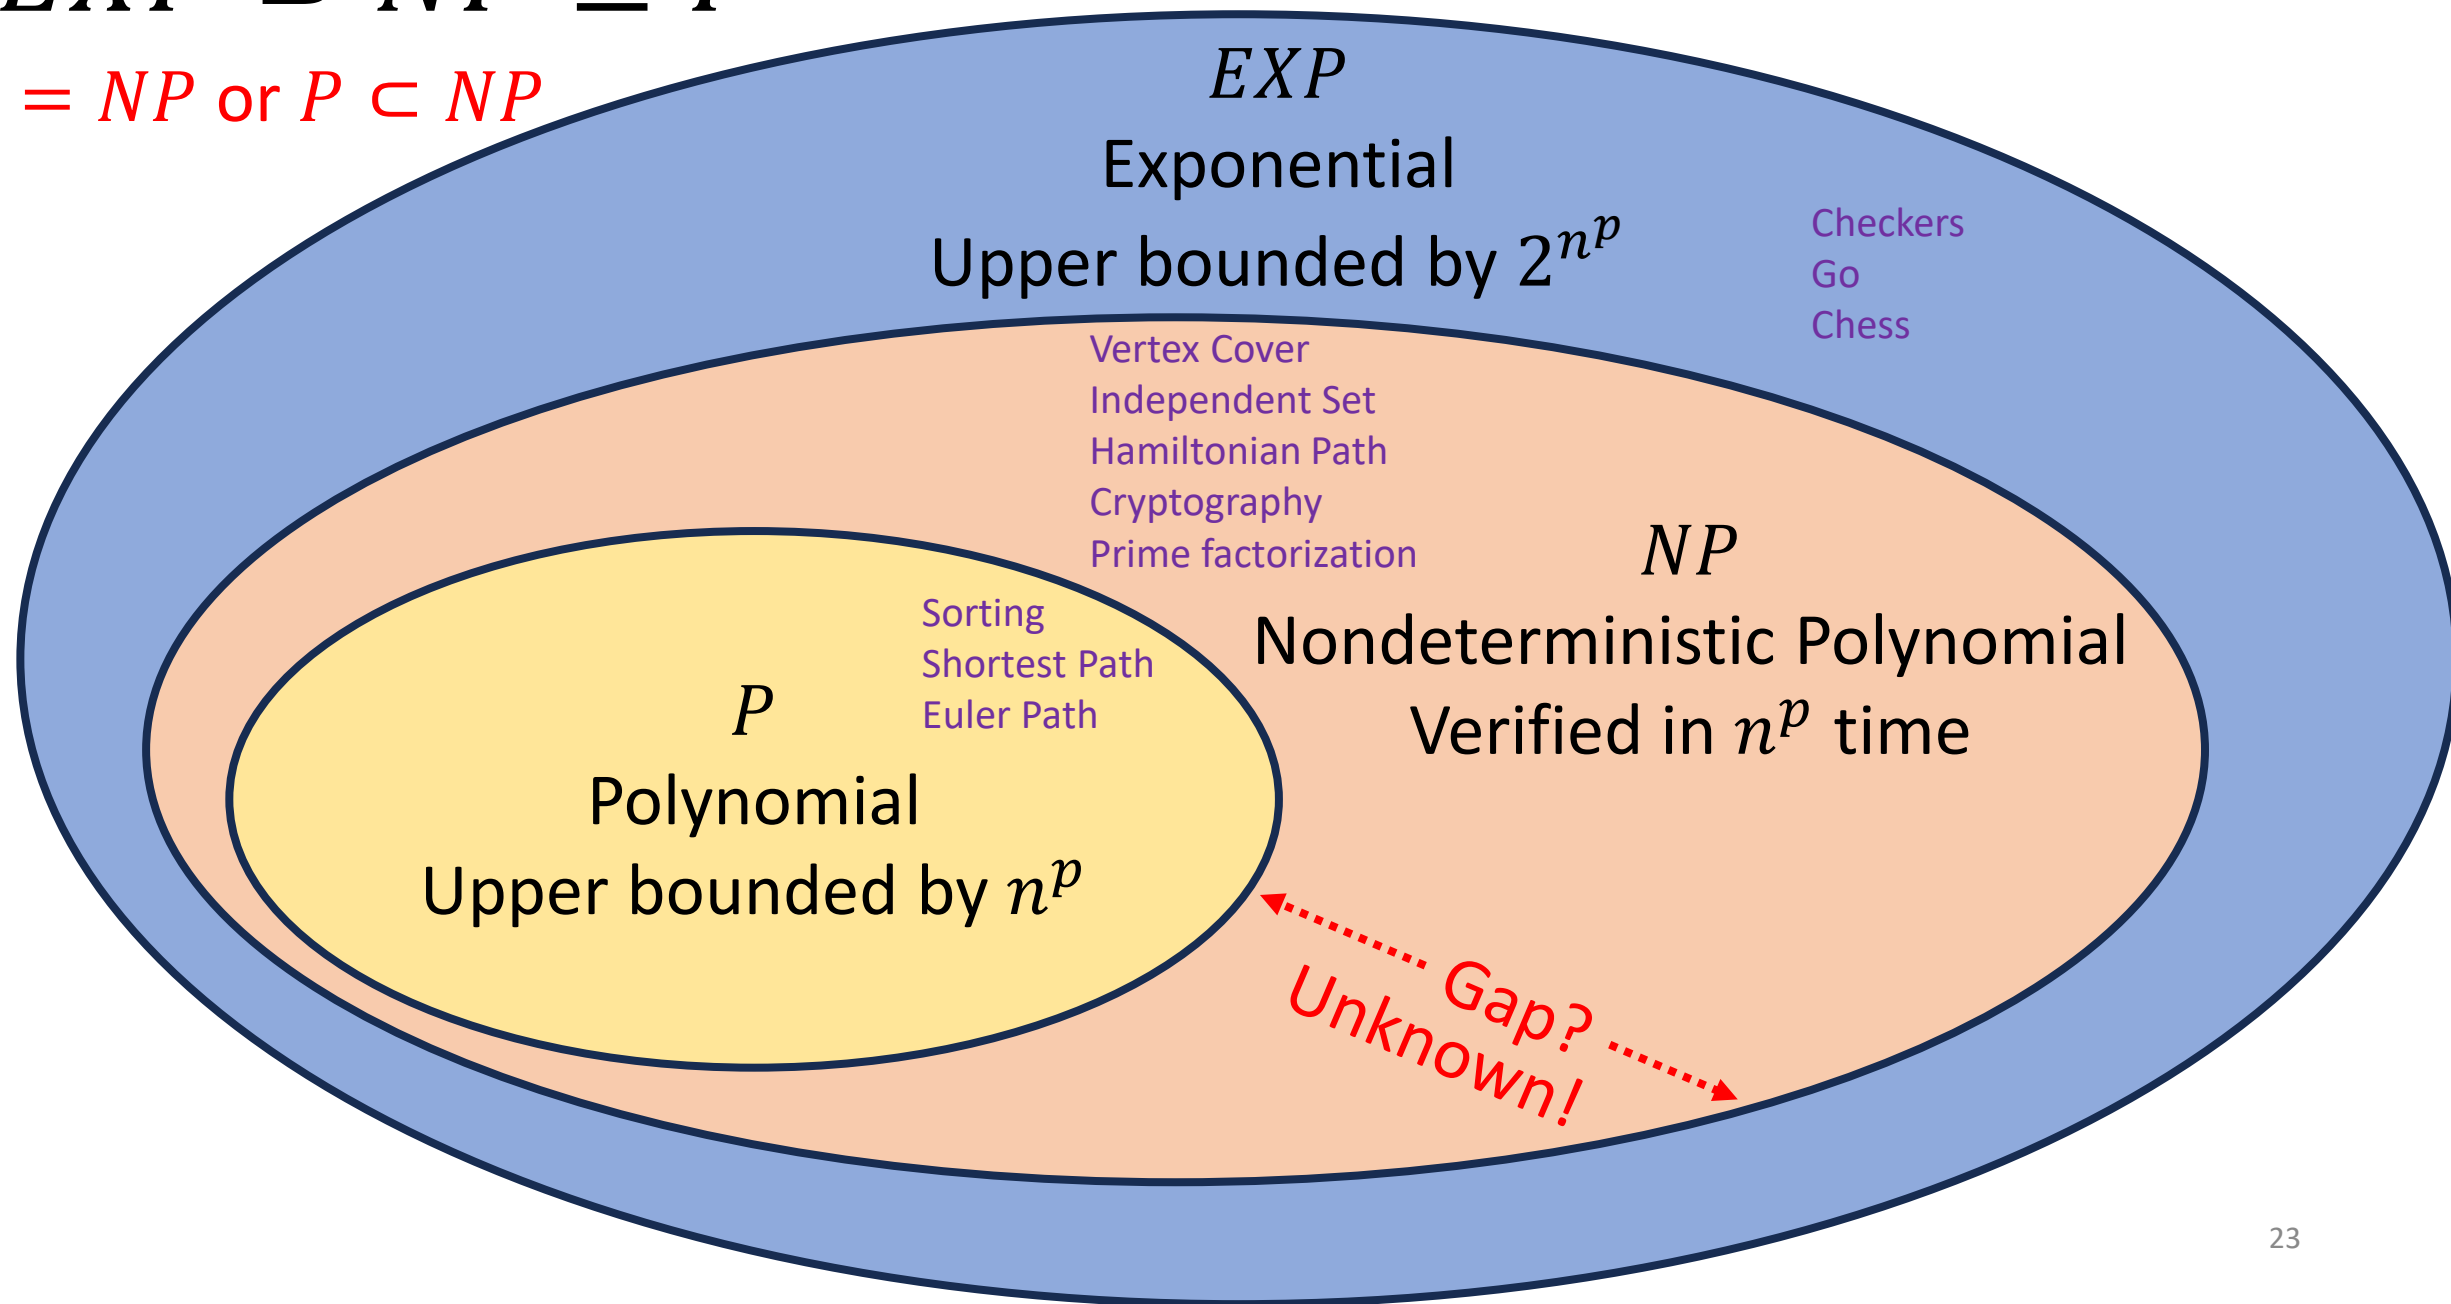 EXP ⊇ NP ⊇ P
= NP or P ⊂ NP
EXP
Exponential
Upper bounded by 2^{n^p}
Checkers
Go
Chess
Vertex Cover
Independent Set
Hamiltonian Path
Cryptography
Prime factorization
NP
Nondeterministic Polynomial
Verified in n^p time
Sorting
Shortest Path
Euler Path
P
Polynomial
Upper bounded by n^p
Gap?
Unknown!
23